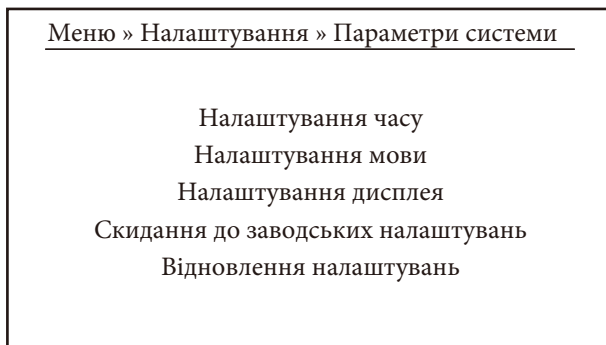 Меню » Налаштування » Параметри системи
Налаштування часу
Налаштування мови
Налаштування дисплея
Скидання до заводських налаштувань
Відновлення налаштувань